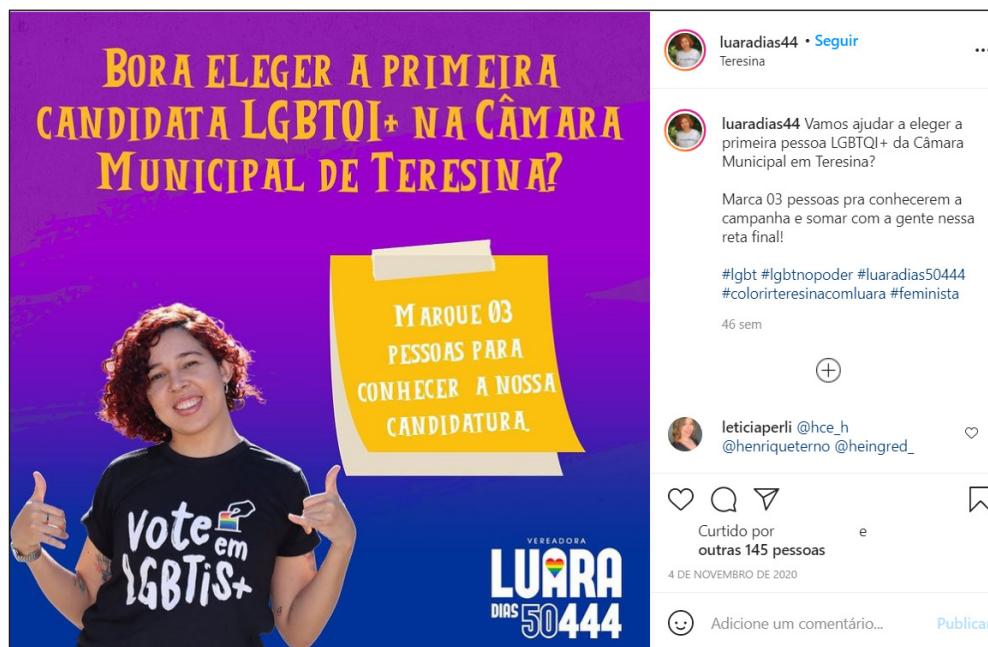 BORA ELEGER A PRIMEIRA
CANDIDATA LGBTQI+ NA CÂMARA
MUNICIPAL DE TERESINA?
MARQUE 03
PESSOAS PARA
CONHECER A NOSSA
CANDIDATURA.
Vote em
LGBTIS+
VEREADORA
LUARA
DIAS 50444
luaradias44 • Seguir
Teresina
luaradias44 Vamos ajudar a eleger a
primeira pessoa LGBTQI+ da Câmara
Municipal em Teresina?
Marca 03 pessoas pra conhecerem a
campanha e somar com a gente nessa
reta final!
#lgbt #lgbtnopoder #luaradias50444
#colorirteresinacomluara #feminista
46 sem
leticiaperli @hce_h
@henriqueterno @heingred_
Curtido por e
outras 145 pessoas
4 DE NOVEMBRO DE 2020
Adicione um comentário... Publicar